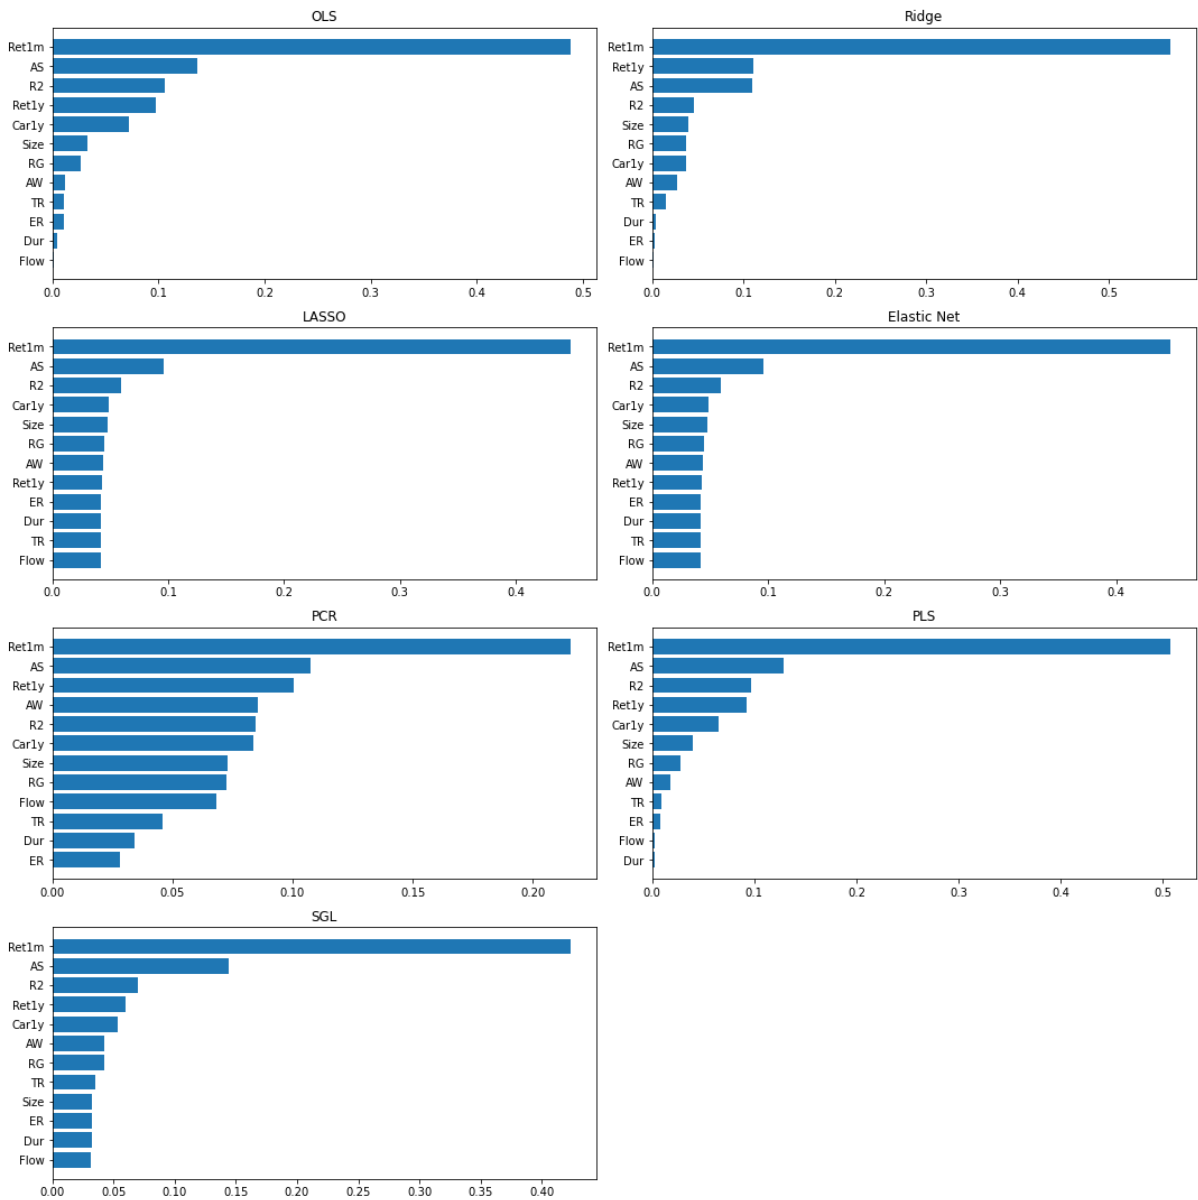 OLS
Ret1m
AS
R2
Ret1y
Car1y
Size
RG
AW
TR
ER
Dur
Flow
0.0 0.1 0.2 0.3 0.4 0.5
Ridge
Ret1m
Ret1y
AS
R2
Size
RG
Car1y
AW
TR
Dur
ER
Flow
0.0 0.1 0.2 0.3 0.4 0.5
LASSO
Ret1m
AS
R2
Car1y
Size
RG
AW
Ret1y
ER
Dur
TR
Flow
0.0 0.1 0.2 0.3 0.4
Elastic Net
Ret1m
AS
R2
Car1y
Size
RG
AW
Ret1y
ER
Dur
TR
Flow
0.0 0.1 0.2 0.3 0.4
PCR
Ret1m
AS
Ret1y
AW
R2
Car1y
Size
RG
Flow
TR
Dur
ER
0.00 0.05 0.10 0.15 0.20
PLS
Ret1m
AS
R2
Ret1y
Car1y
Size
RG
AW
TR
ER
Flow
Dur
0.0 0.1 0.2 0.3 0.4 0.5
SGL
Ret1m
AS
R2
Ret1y
Car1y
AW
RG
TR
Size
ER
Dur
Flow
0.00 0.05 0.10 0.15 0.20 0.25 0.30 0.35 0.40